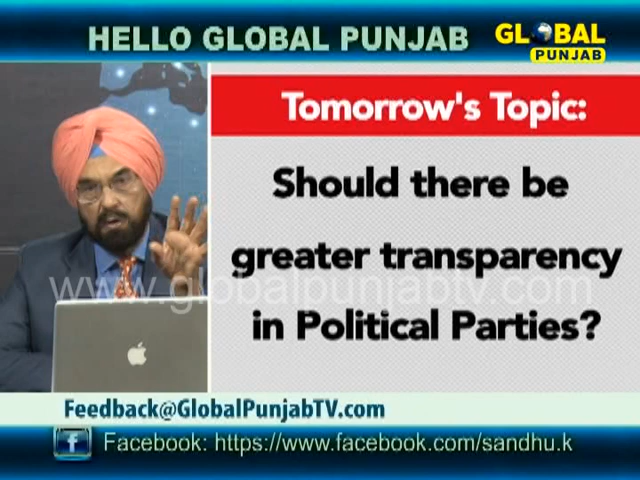 HELLO GLOBAL PUNJAB
GLOBAL
PUNJAB
Tomorrow's Topic:
Should there be
greater transparency
in Political Parties?
www.globalpunjabtv.com
Feedback@GlobalPunjabTV.com
f Facebook: https://www.facebook.com/sandhu.k